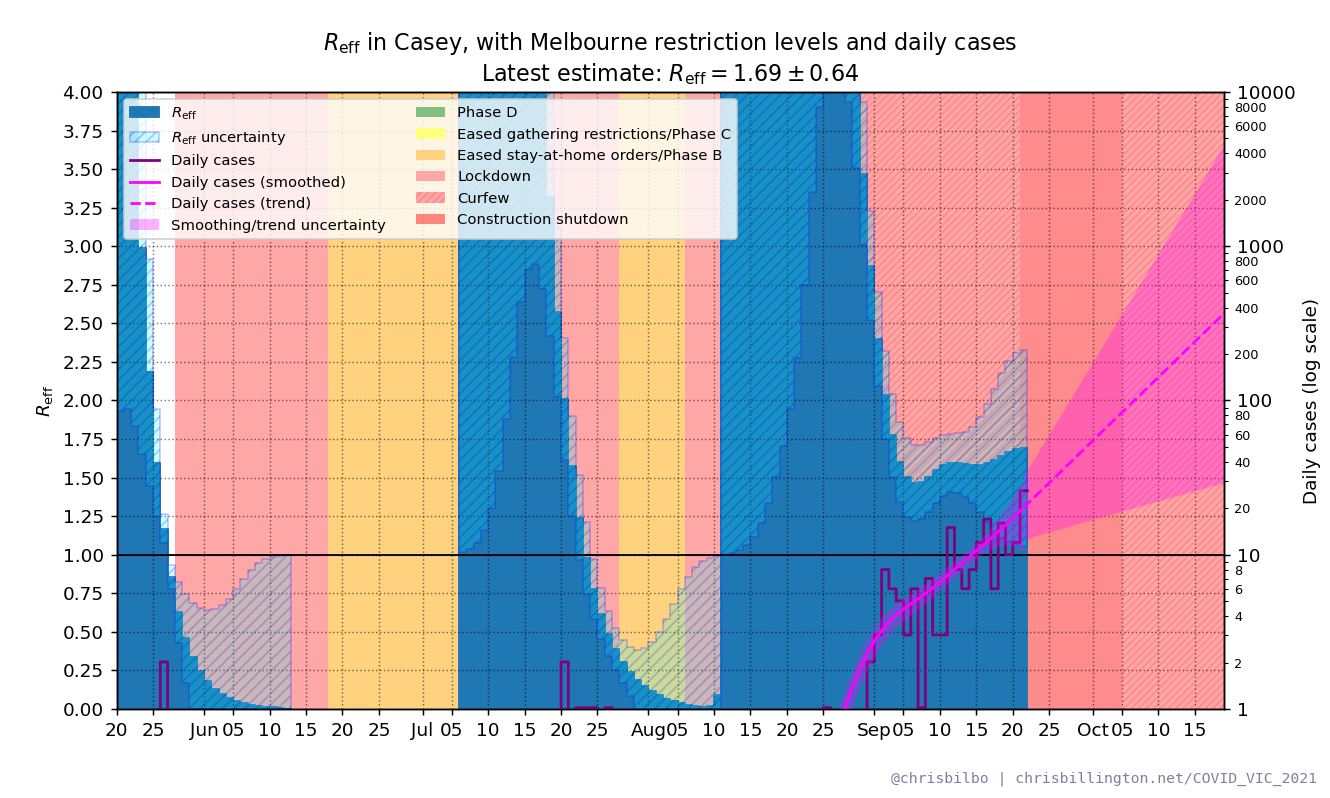 Reff in Casey, with Melbourne restriction levels and daily cases
Latest estimate: Reff = 1.69 ± 0.64
Reff
Reff uncertainty
Daily cases
Daily cases (smoothed)
Daily cases (trend)
Smoothing/trend uncertainty
Phase D
Eased gathering restrictions/Phase C
Eased stay-at-home orders/Phase B
Lockdown
Curfew
Construction shutdown
Reff
4.00
3.75
3.50
3.25
3.00
2.75
2.50
2.25
2.00
1.75
1.50
1.25
1.00
0.75
0.50
0.25
0.00
10000
8000
6000
4000
2000
1000
800
600
400
200
100
80
60
40
20
10
8
6
4
2
1
Daily cases (log scale)
20 25 Jun 05 10 15 20 25 Jul 05 10 15 20 25 Aug 05 10 15 20 25 Sep 05 10 15 20 25 Oct 05 10 15
@chrisbilbo | chrisbillington.net/COVID_VIC_2021